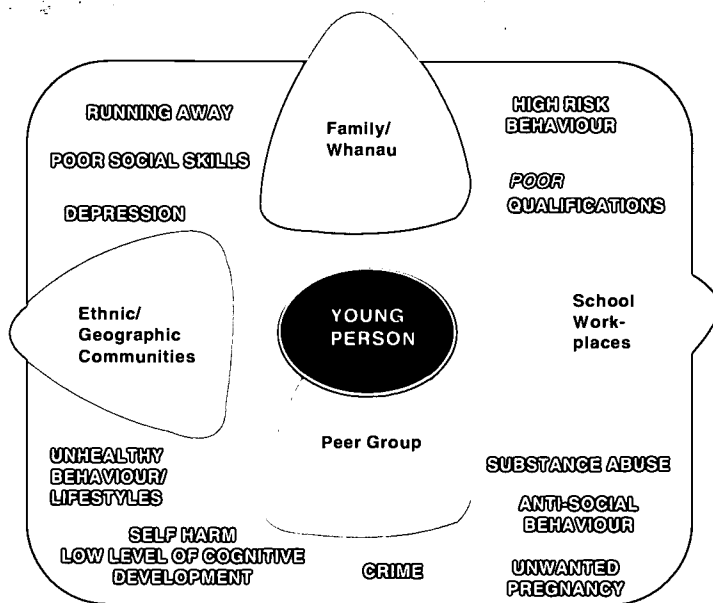 RUNNING AWAY
POOR SOCIAL SKILLS
DEPRESSION
Family/
Whanau
HIGH RISK
BEHAVIOUR
POOR
QUALIFICATIONS
Ethnic/
Geographic
Communities
YOUNG
PERSON
School
Work-
places
Peer Group
UNHEALTHY
BEHAVIOUR/
LIFESTYLES
SELF HARM
LOW LEVEL OF COGNITIVE
DEVELOPMENT
CRIME
SUBSTANCE ABUSE
ANTI-SOCIAL
BEHAVIOUR
UNWANTED
PREGNANCY